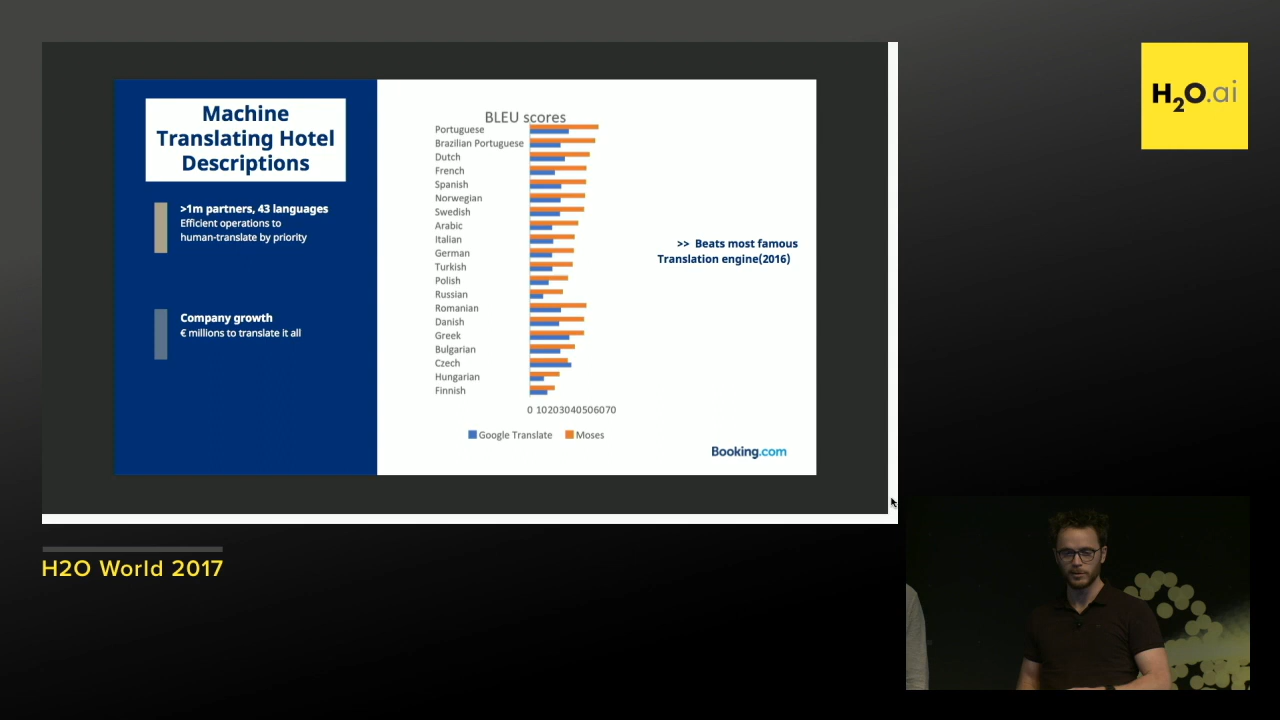 Machine
Translating Hotel
Descriptions
>1m partners, 43 languages
Efficient operations to
human-translate by priority
Company growth
€ millions to translate it all
BLEU scores
Portuguese
Brazilian Portuguese
Dutch
French
Spanish
Norwegian
Swedish
Arabic
Italian
German
Turkish
Polish
Russian
Romanian
Danish
Greek
Bulgarian
Czech
Hungarian
Finnish
0 10203040506070
Google Translate Moses
>> Beats most famous
Translation engine(2016)
Booking.com
H2O.ai
H2O World 2017